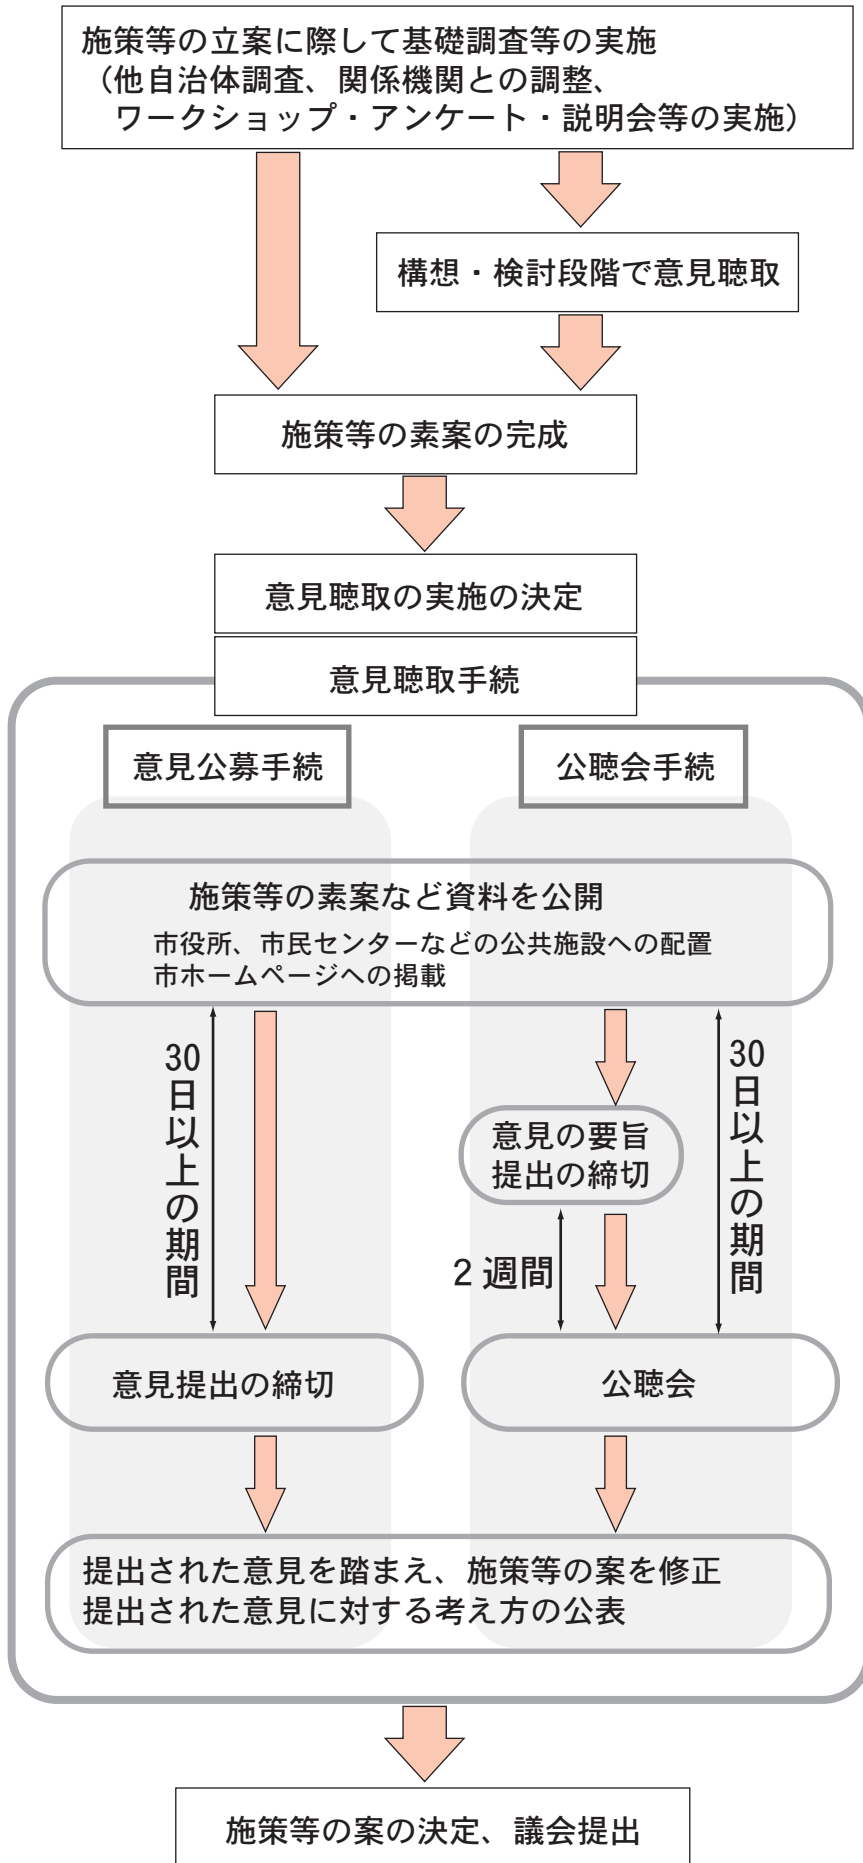 施策等の立案に際して基礎調査等の実施
（他自治体調査、関係機関との調整、
ワークショップ・アンケート・説明会等の実施）
構想・検討段階で意見聴取
施策等の素案の完成
意見聴取の実施の決定
意見聴取手続
意見公募手続
公聴会手続
施策等の素案など資料を公開
市役所、市民センターなどの公共施設への配置
市ホームページへの掲載
30日以上の期間
30日以上の期間
意見の要旨
提出の締切
2週間
意見提出の締切
公聴会
提出された意見を踏まえ、施策等の案を修正
提出された意見に対する考え方の公表
施策等の案の決定、議会提出